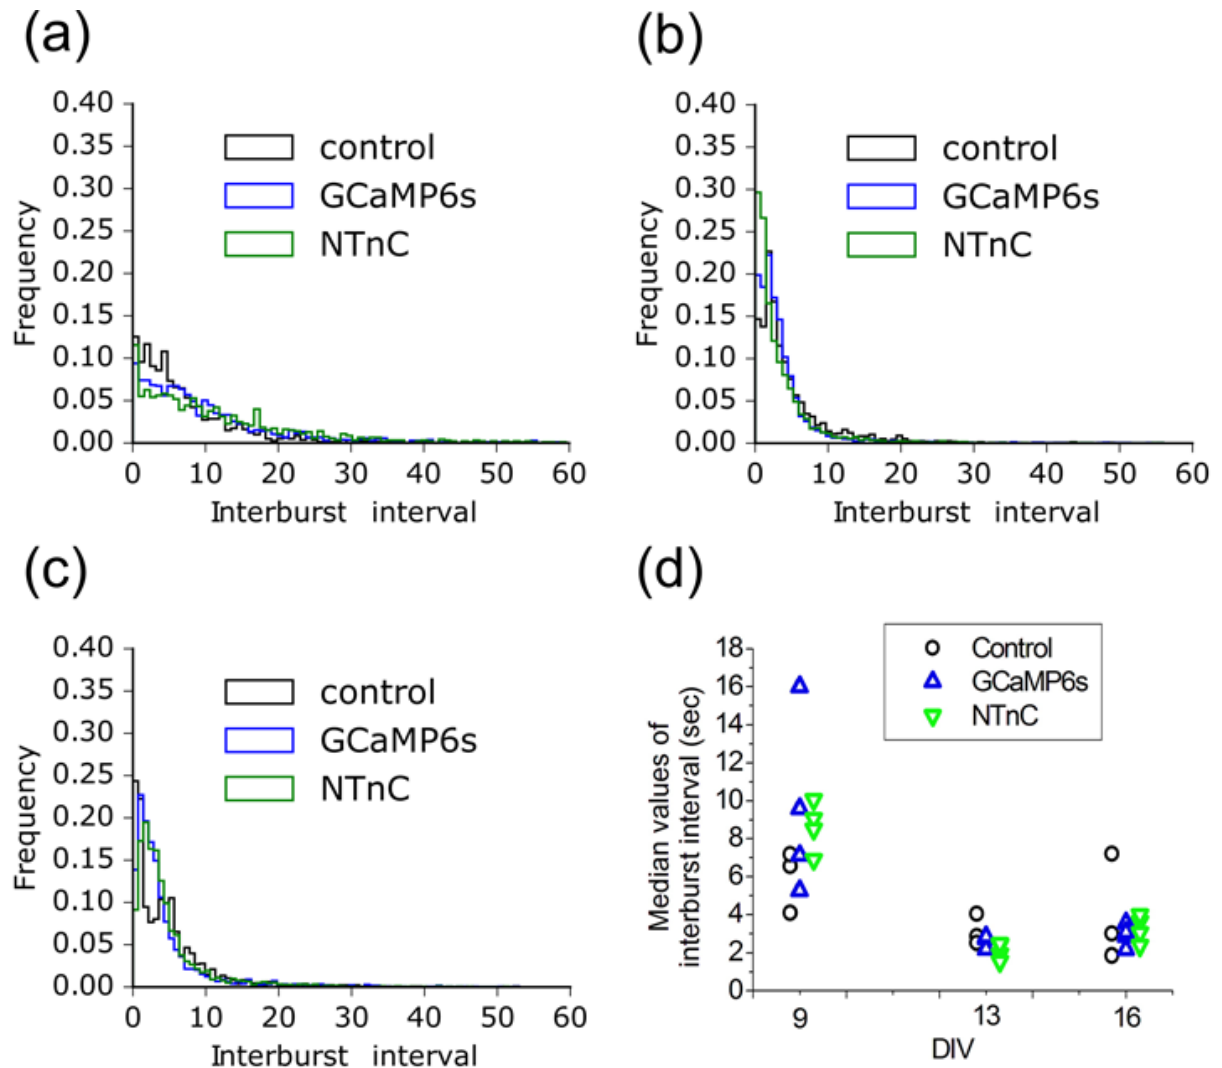 (a)
0.40
0.35
0.30
0.25
0.20
0.15
0.10
0.05
0.00
Frequency
control
GCaMP6s
NTnC
0 10 20 30 40 50 60
Interburst interval
(b)
0.40
0.35
0.30
0.25
0.20
0.15
0.10
0.05
0.00
Frequency
control
GCaMP6s
NTnC
0 10 20 30 40 50 60
Interburst interval
(c)
0.40
0.35
0.30
0.25
0.20
0.15
0.10
0.05
0.00
Frequency
control
GCaMP6s
NTnC
0 10 20 30 40 50 60
Interburst interval
(d)
18
16
14
12
10
8
6
4
2
0
Median values of
interburst interval (sec)
Control
GCaMP6s
NTnC
9 13 16
DIV